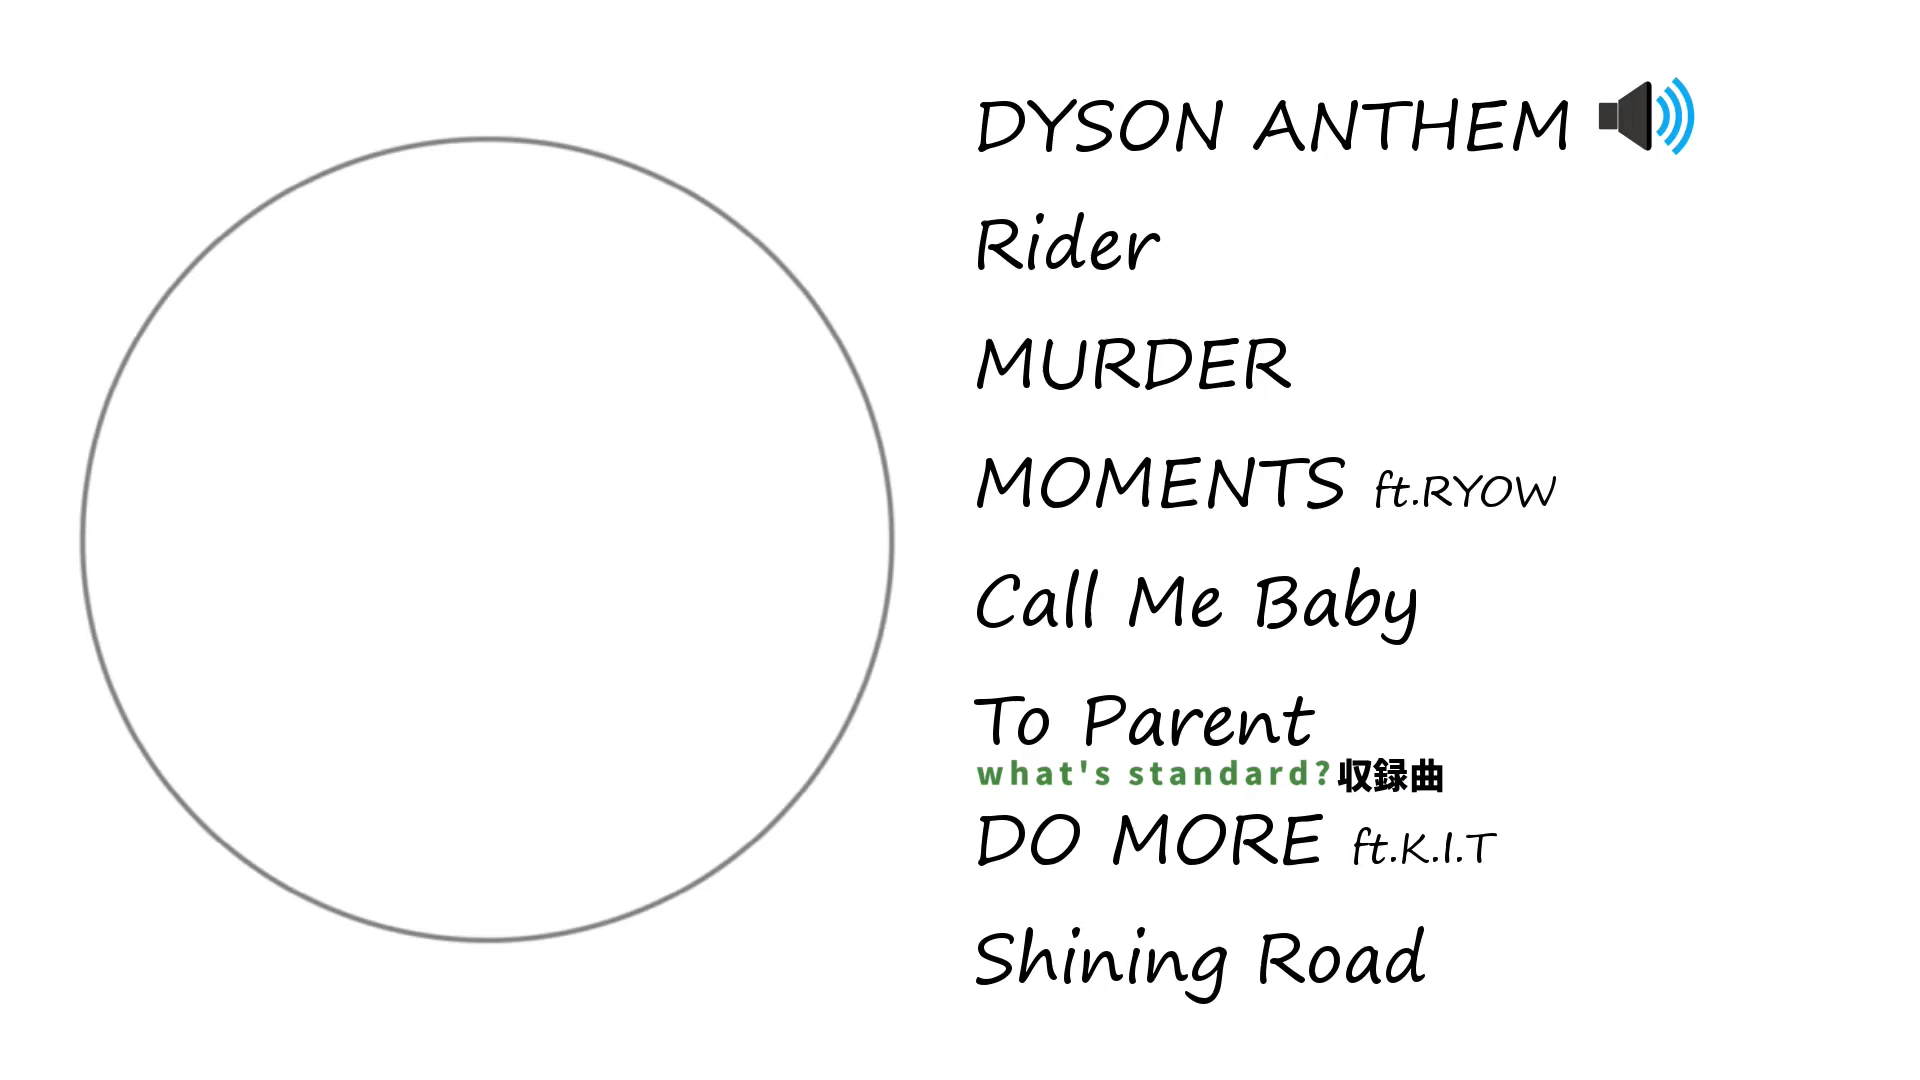 DYSON ANTHEM
Rider
MURDER
MOMENTS ft.RYOW
Call Me Baby
To Parent
what's standard?収録曲
DO MORE ft.K.I.T
Shining Road